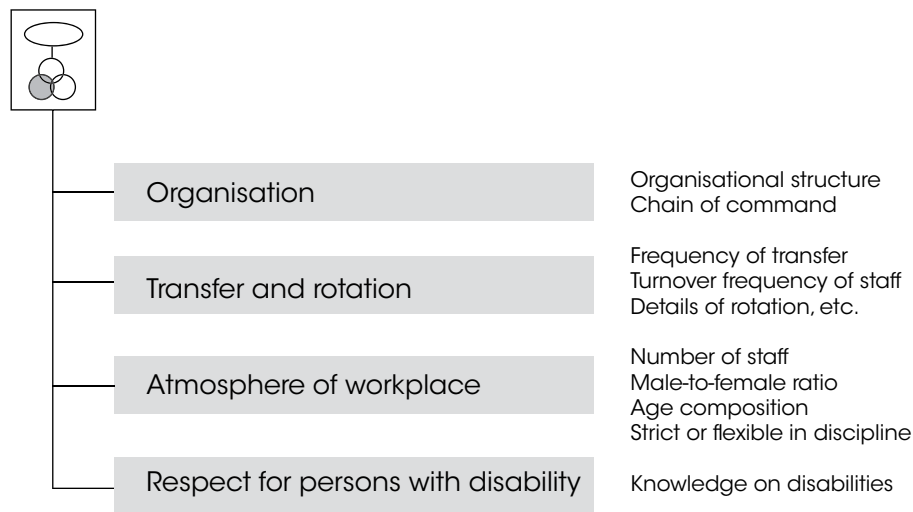 Organisation
Organisational structure
Chain of command
Transfer and rotation
Frequency of transfer
Turnover frequency of staff
Details of rotation, etc.
Atmosphere of workplace
Number of staff
Male-to-female ratio
Age composition
Strict or flexible in discipline
Respect for persons with disability
Knowledge on disabilities